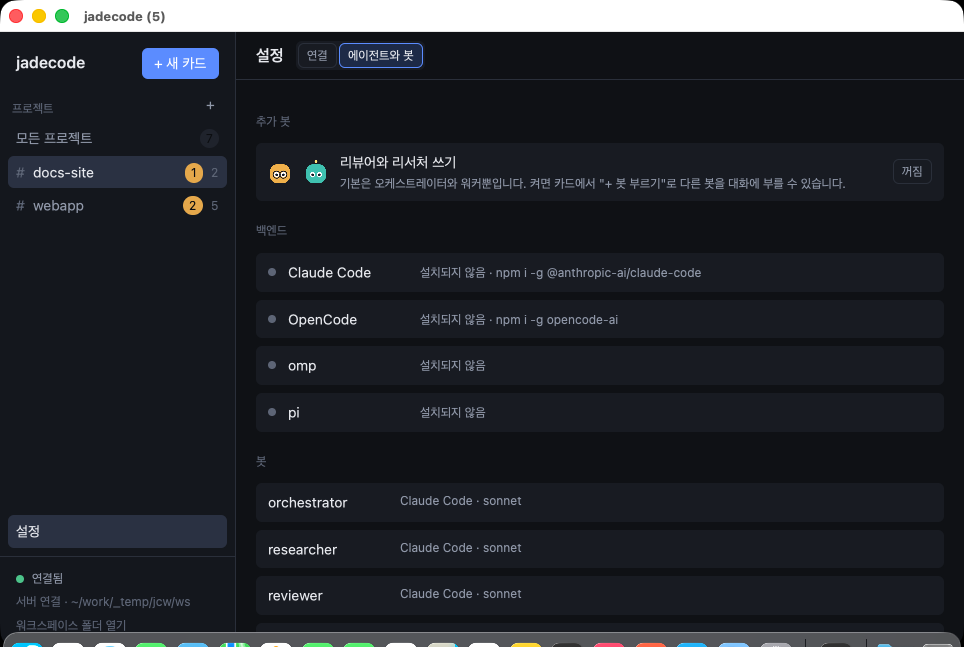 jadecode (5)
jadecode
+ 새 카드
프로젝트
+
모든 프로젝트 7
# docs-site 1 2
# webapp 2 5
설정
연결됨
서버 연결 · ~/work/_temp/jcw/ws
워크스페이스 폴더 열기
설정 연결 에이전트와 봇
추가 봇
리뷰어와 리서처 쓰기
기본은 오케스트레이터와 워커뿐입니다. 켜면 카드에서 "+ 봇 부르기"로 다른 봇을 대화에 부를 수 있습니다.
꺼짐
백엔드
Claude Code 설치되지 않음 · npm i -g @anthropic-ai/claude-code
OpenCode 설치되지 않음 · npm i -g opencode-ai
omp 설치되지 않음
pi 설치되지 않음
봇
orchestrator Claude Code · sonnet
researcher Claude Code · sonnet
reviewer Claude Code · sonnet